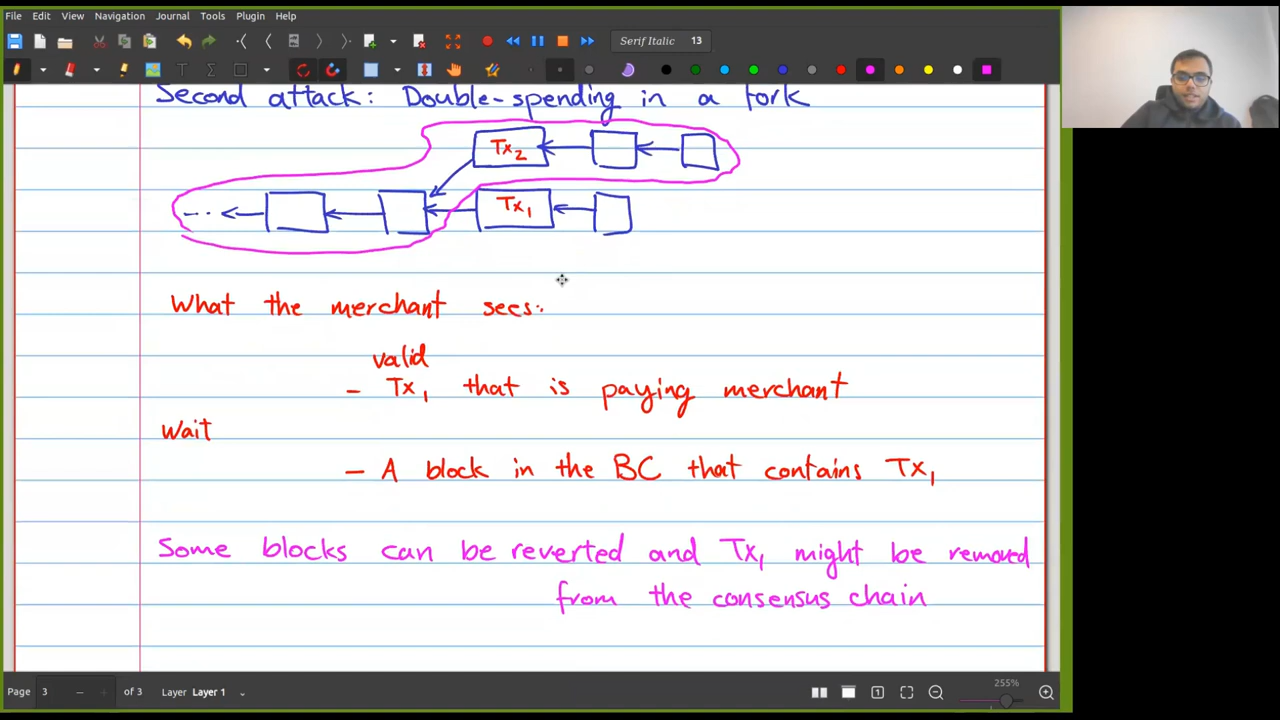 File Edit View Navigation Journal Tools Plugin Help
Serif Italic 13
Second attack: Double-spending in a fork
Tx2
Tx1
What the merchant sees:
valid
- Tx1 that is paying merchant
Wait
- A block in the BC that contains Tx1
Some blocks can be reverted and Tx1 might be removed
from the consensus chain
Page 3 of 3 Layer Layer 1
255%